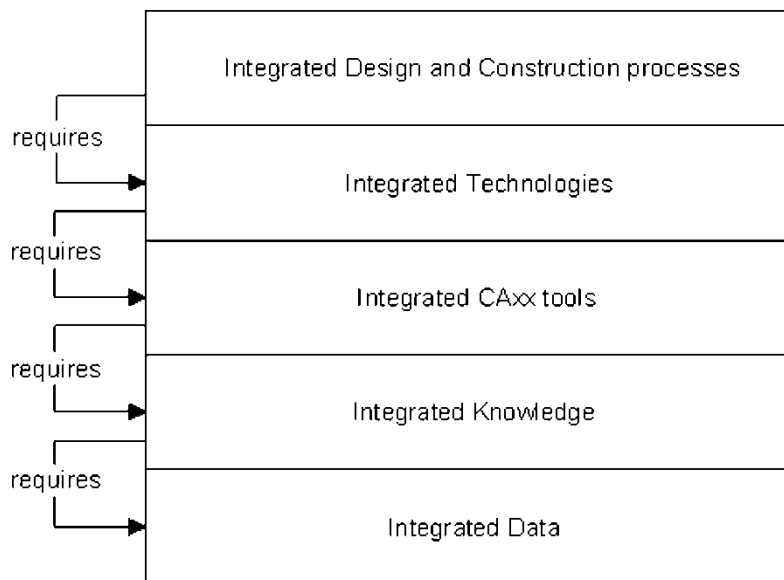 Integrated Design and Construction processes
requires
Integrated Technologies
requires
Integrated CAxx tools
requires
Integrated Knowledge
requires
Integrated Data